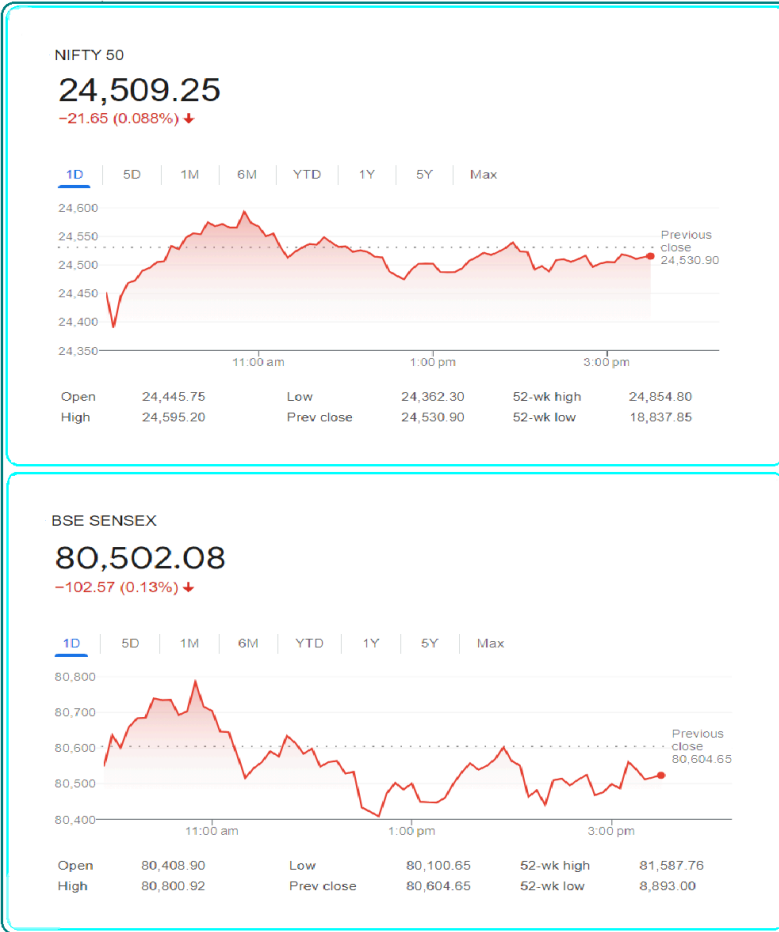 NIFTY 50
24,509.25
−21.65 (0.088%) ↓
1D 5D 1M 6M YTD 1Y 5Y Max
24,600
24,550
24,500
24,450
24,400
24,350
Previous
close
24,530.90
11:00 am 1:00 pm 3:00 pm
Open 24,445.75 Low 24,362.30 52-wk high 24,854.80
High 24,595.20 Prev close 24,530.90 52-wk low 18,837.85
BSE SENSEX
80,502.08
−102.57 (0.13%) ↓
1D 5D 1M 6M YTD 1Y 5Y Max
80,800
80,700
80,600
80,500
80,400
Previous
close
80,604.65
11:00 am 1:00 pm 3:00 pm
Open 80,408.90 Low 80,100.65 52-wk high 81,587.76
High 80,800.92 Prev close 80,604.65 52-wk low 8,893.00